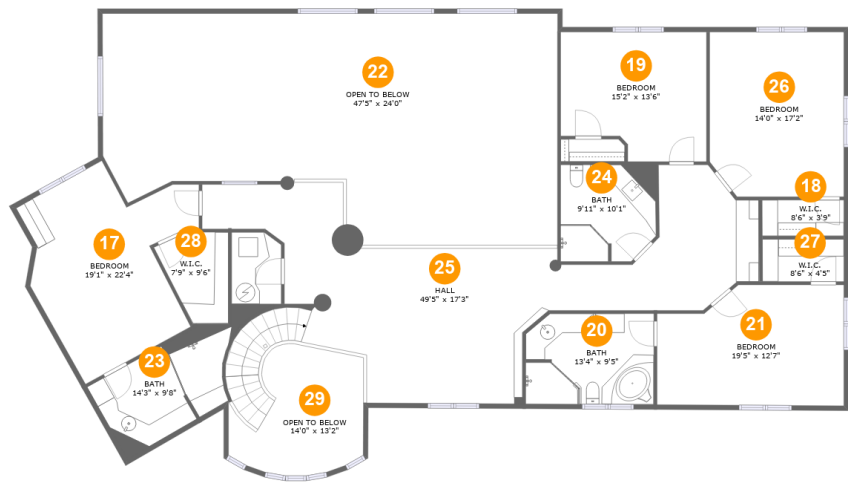 22
OPEN TO BELOW
47'5" x 24'0"
19
BEDROOM
15'2" x 13'6"
26
BEDROOM
14'0" x 17'2"
24
BATH
9'11" x 10'1"
18
W.I.C.
8'6" x 3'9"
17
BEDROOM
19'1" x 22'4"
28
W.I.C.
7'9" x 9'6"
25
HALL
49'5" x 17'3"
27
W.I.C.
8'6" x 4'5"
20
BATH
13'4" x 9'5"
21
BEDROOM
19'5" x 12'7"
23
BATH
14'3" x 9'8"
29
OPEN TO BELOW
14'0" x 13'2"